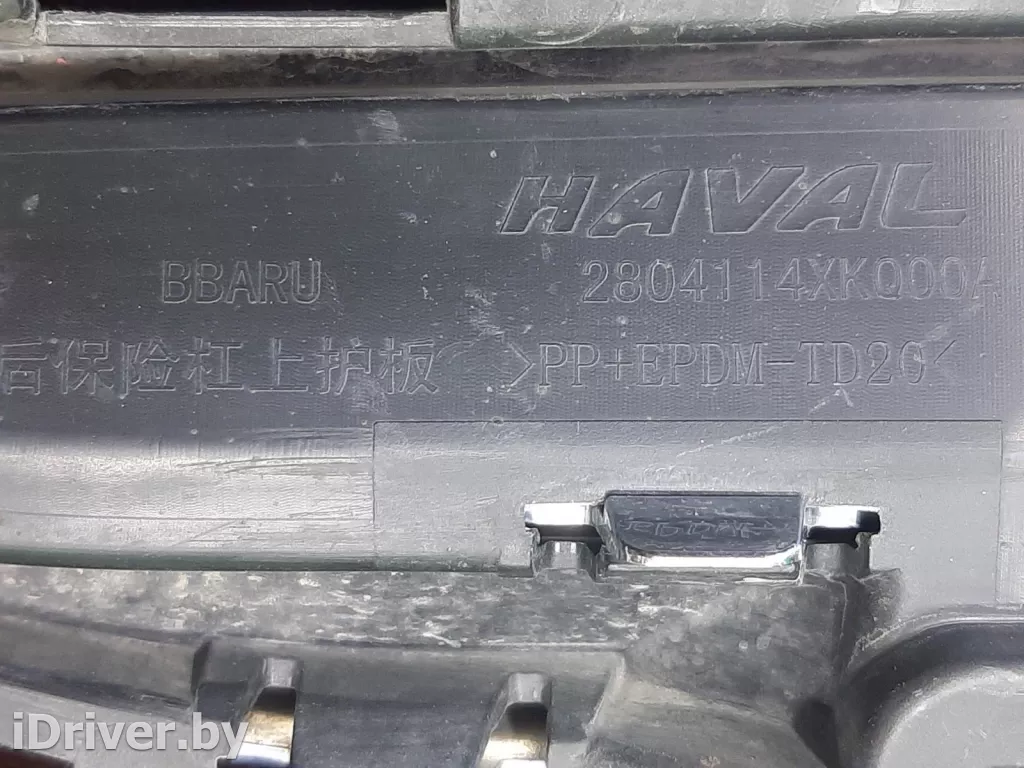 HAVAL
BBARU 2804114XKQ00A
后保险杠上护板 >PP+EPDM-TD20<
iDriver.by